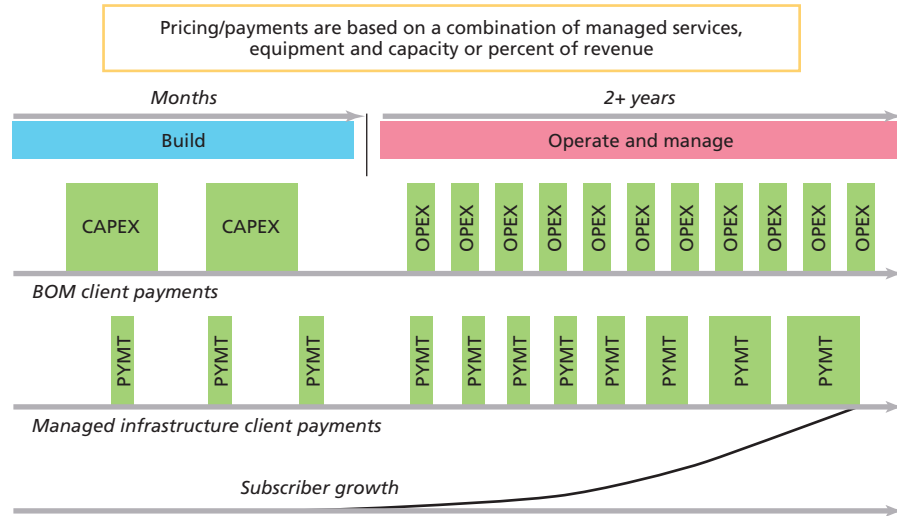 Pricing/payments are based on a combination of managed services,
equipment and capacity or percent of revenue
Months
2+ years
Build
Operate and manage
CAPEX
CAPEX
OPEX
OPEX
OPEX
OPEX
OPEX
OPEX
OPEX
OPEX
OPEX
OPEX
OPEX
BOM client payments
PYMT
PYMT
PYMT
PYMT
PYMT
PYMT
PYMT
PYMT
PYMT
PYMT
PYMT
Managed infrastructure client payments
Subscriber growth